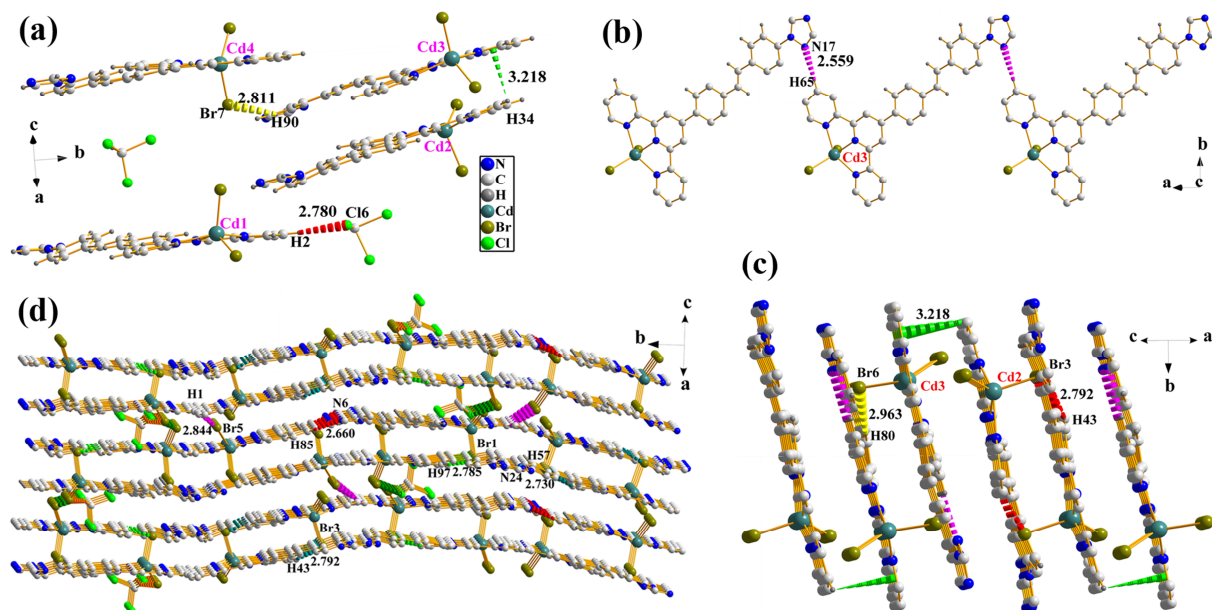 (a)
Cd4
Cd3
3.218
2.811
Br7
H90
H34
Cd2
c
b
a
N
C
H
Cd
Br
Cl
2.780
Cl6
Cd1
H2
(b)
N17
2.559
H65
Cd3
b
a
c
(c)
3.218
c
a
b
Br6
Br3
Cd3
Cd2
2.792
2.963
H43
H80
(d)
c
b
a
H1
N6
2.844
Br5
H85
2.660
Br1
H57
H97
2.785
N24
2.730
Br3
H43
2.792